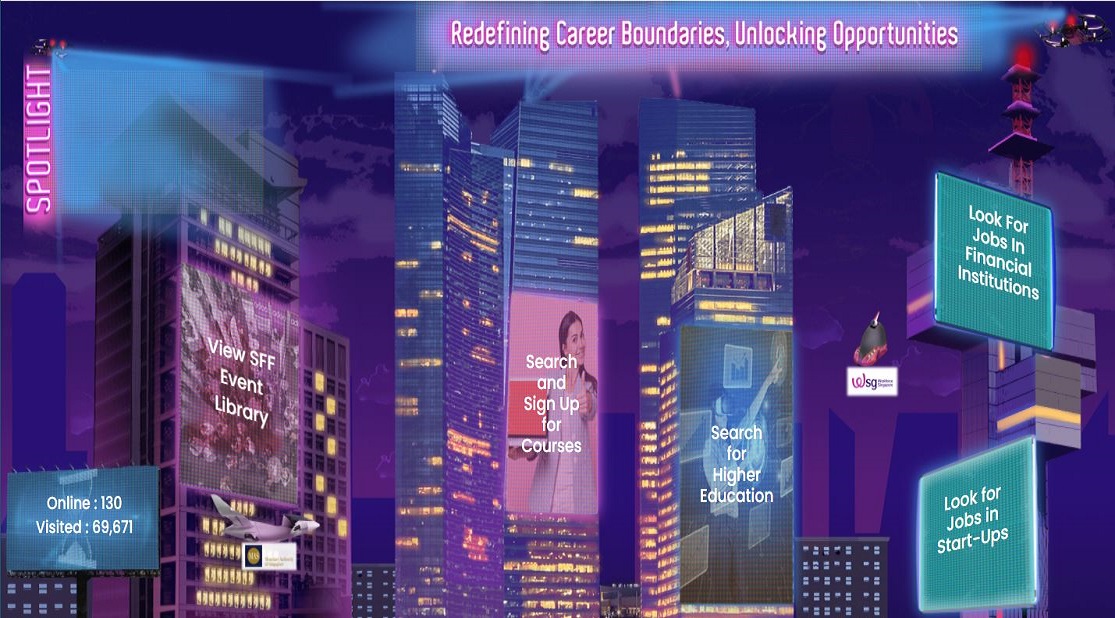 Redefining Career Boundaries, Unlocking Opportunities
SPOTLIGHT
View SFF
Event
Library
Online : 130
Visited : 69,671
Search
and
Sign Up
for
Courses
Search
for
Higher
Education
Look For
Jobs In
Financial
Institutions
wsg
Look for
Jobs in
Start-Ups